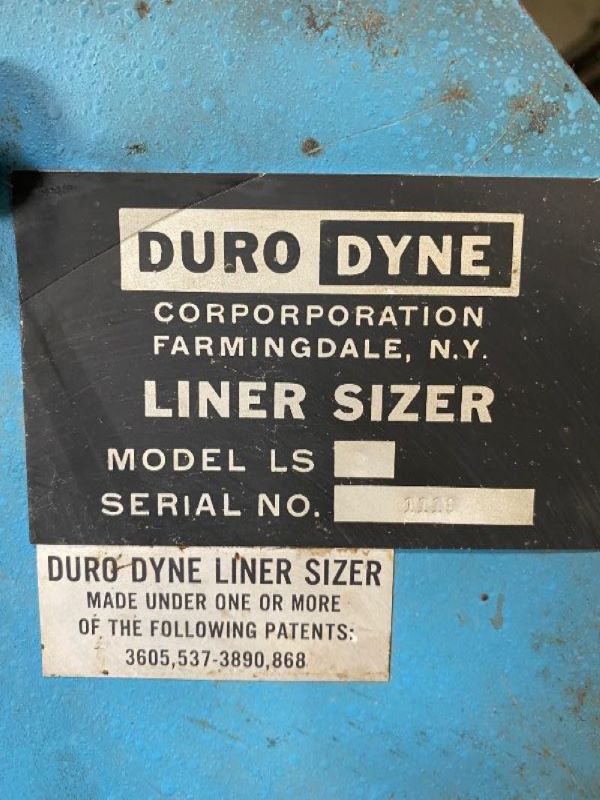 DURO DYNE
CORPORPORATION
FARMINGDALE, N.Y.
LINER SIZER
MODEL LS
SERIAL NO.
DURO DYNE LINER SIZER
MADE UNDER ONE OR MORE
OF THE FOLLOWING PATENTS:
3605,537-3890,868